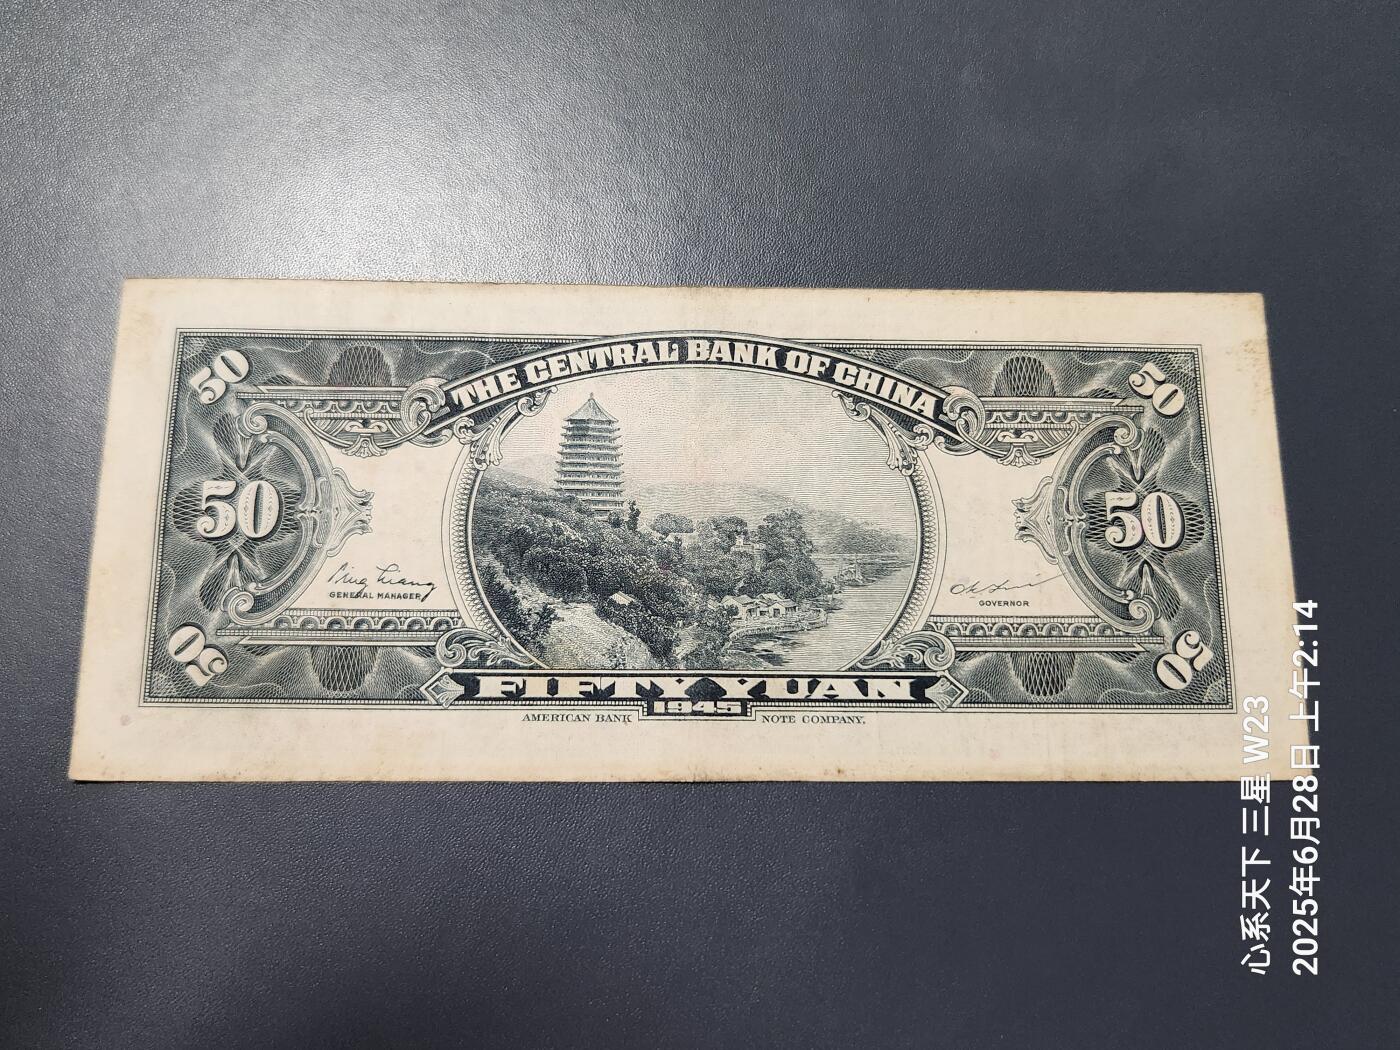 THE CENTRAL BANK OF CHINA
50
50
50
50
GENERAL MANAGER
GOVERNOR
50
50
FIFTY YUAN
1945
AMERICAN BANK NOTE COMPANY.
心系天下 三星 W23
2025年6月28日 上午2:14